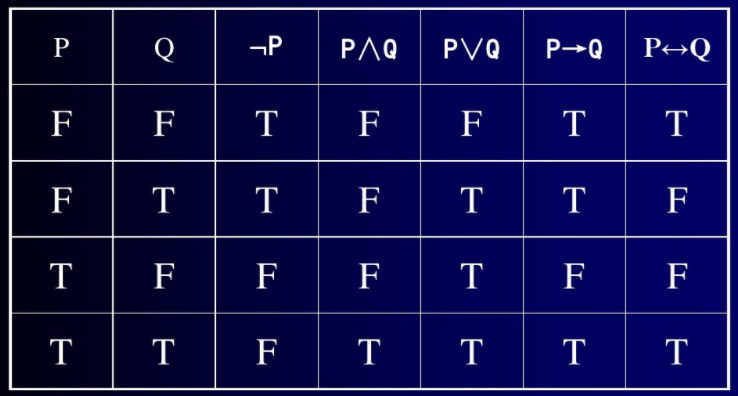 P Q ¬P P∧Q P∨Q P→Q P↔Q
F F T F F T T
F T T F T T F
T F F F T F F
T T F T T T T